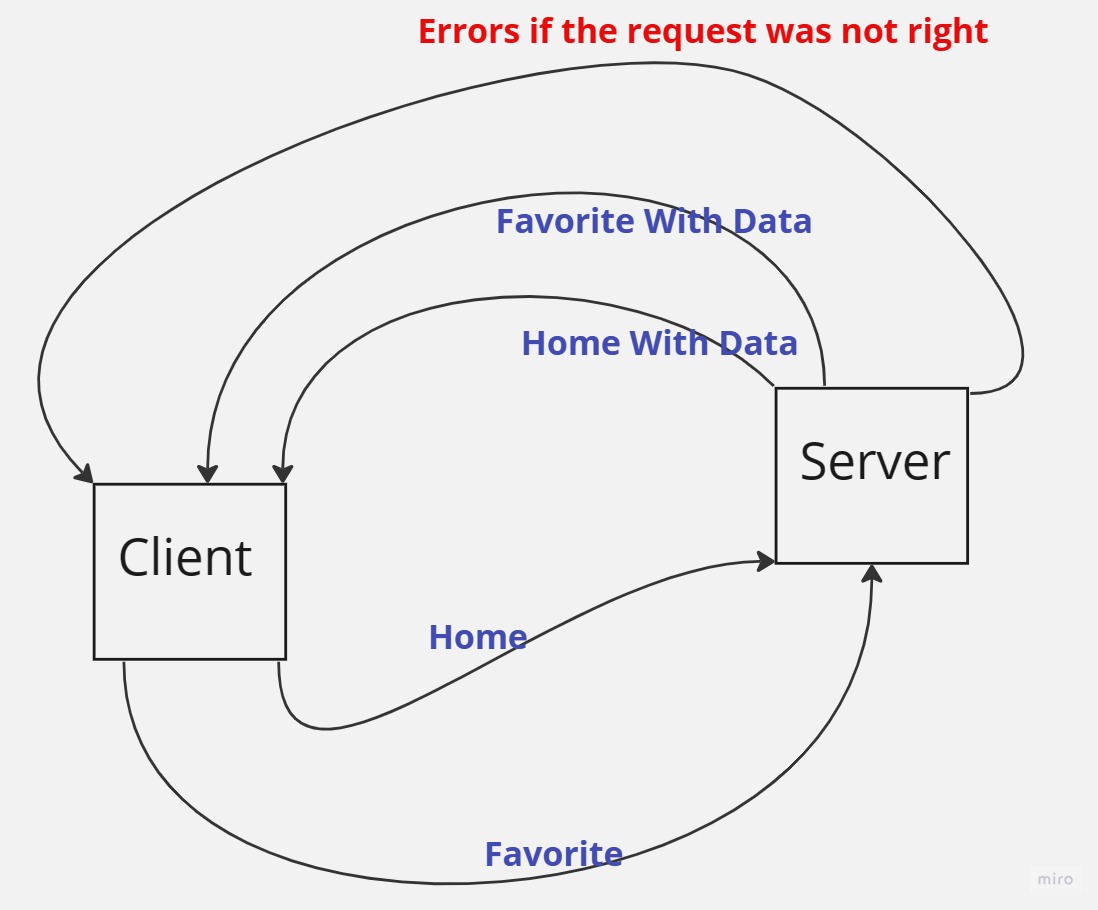 Errors if the request was not right
Favorite With Data
Home With Data
Server
Client
Home
Favorite
miro